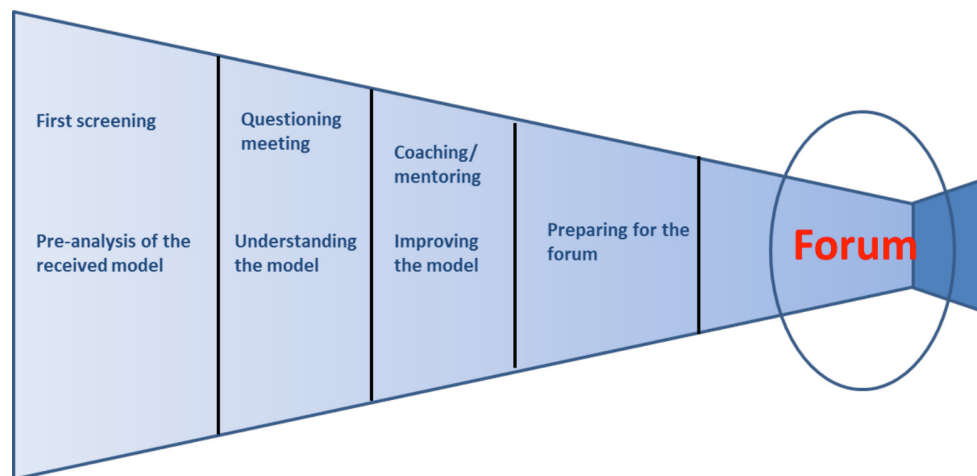 First screening
Pre-analysis of the
received model
Questioning
meeting
Understanding
the model
Coaching/
mentoring
Improving
the model
Preparing for the
forum
Forum